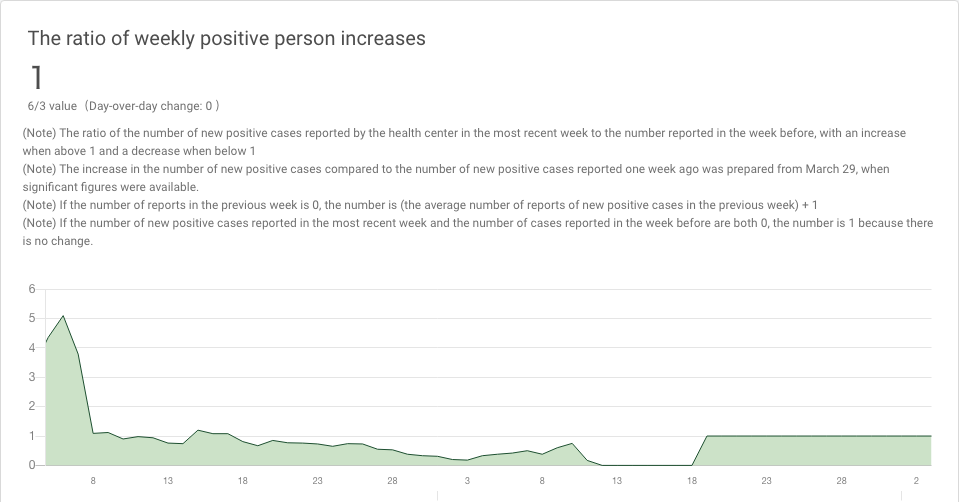 The ratio of weekly positive person increases
1
6/3 value （Day-over-day change: 0 ）
(Note) The ratio of the number of new positive cases reported by the health center in the most recent week to the number reported in the week before, with an increase
when above 1 and a decrease when below 1
(Note) The increase in the number of new positive cases compared to the number of new positive cases reported one week ago was prepared from March 29, when
significant figures were available.
(Note) If the number of reports in the previous week is 0, the number is (the average number of reports of new positive cases in the previous week) + 1
(Note) If the number of new positive cases reported in the most recent week and the number of cases reported in the week before are both 0, the number is 1 because there
is no change.
6
5
4
3
2
1
0
8 13 18 23 28 3 8 13 18 23 28 2